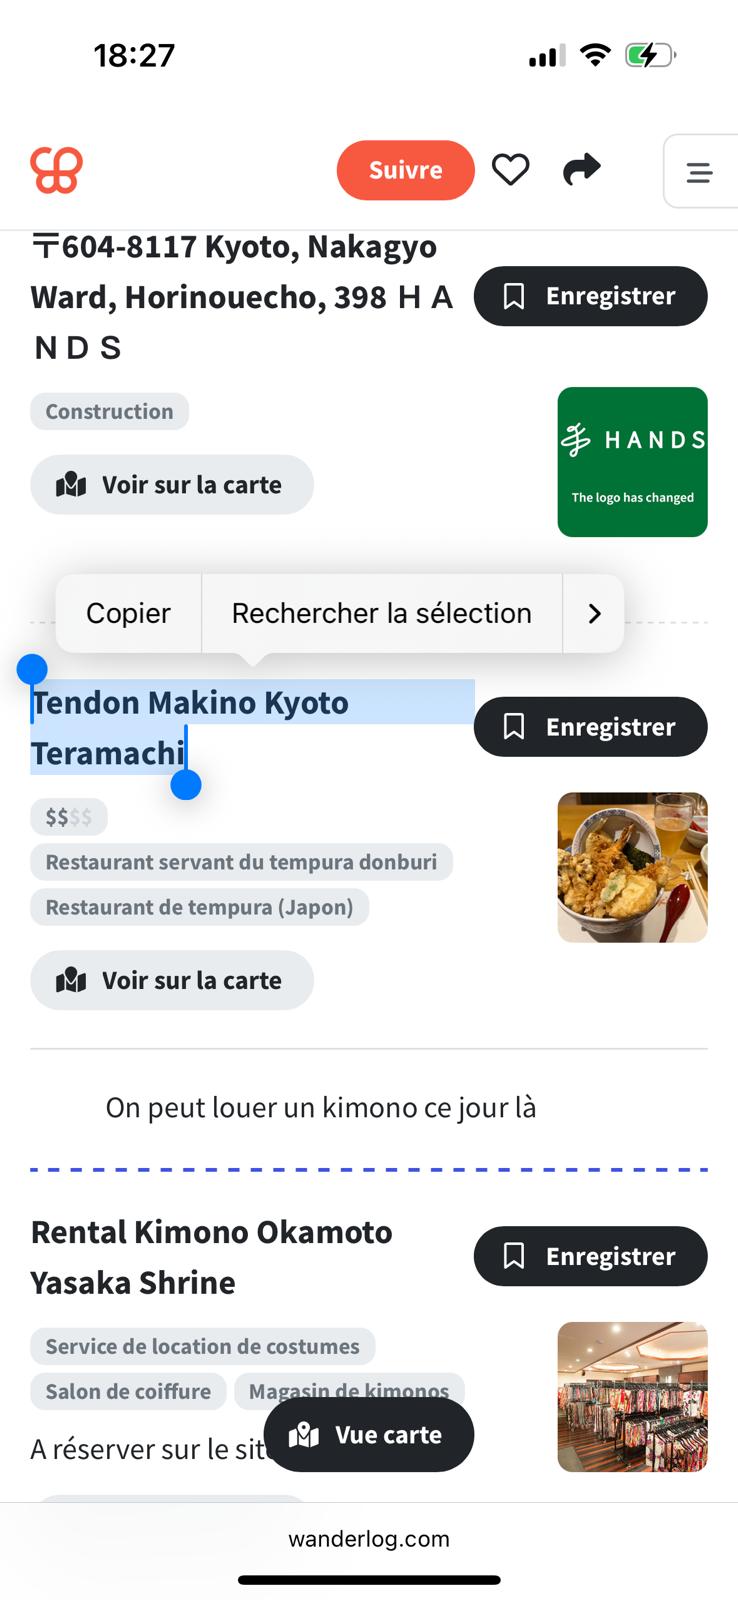 18:27
Suivre
〒604-8117 Kyoto, Nakagyo
Ward, Horinouecho, 398 ＨＡ
ＮＤＳ
Enregistrer
Construction
HANDS
The logo has changed
Voir sur la carte
Copier
Rechercher la sélection
Tendon Makino Kyoto
Teramachi
Enregistrer
$$$$
Restaurant servant du tempura donburi
Restaurant de tempura (Japon)
Voir sur la carte
On peut louer un kimono ce jour là
Rental Kimono Okamoto
Yasaka Shrine
Enregistrer
Service de location de costumes
Salon de coiffure
Magasin de kimonos
A réserver sur le site
Vue carte
wanderlog.com